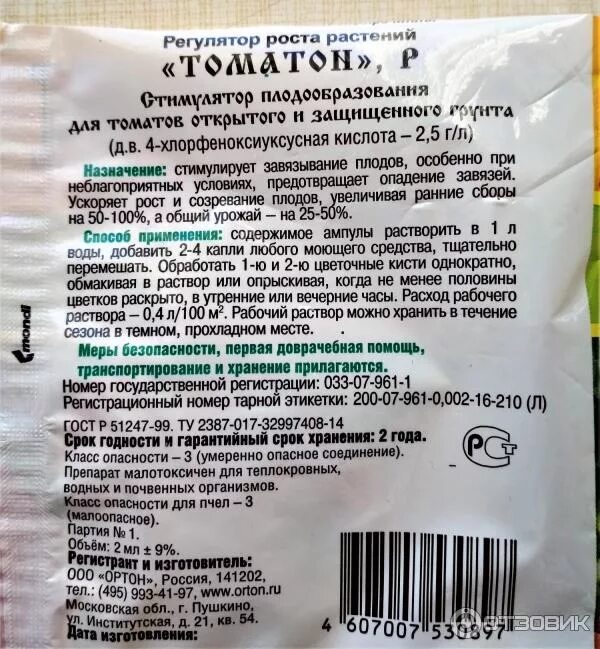 Регулятор роста растений
«ТОМАТОН», Р
Стимулятор плодообразования
для томатов открытого и защищенного грунта
(д.в. 4-хлорфеноксиуксусная кислота – 2,5 г/л)
Назначение: стимулирует завязывание плодов, особенно при
неблагоприятных условиях, предотвращает опадение завязей.
Ускоряет рост и созревание плодов, увеличивая ранние сборы
на 50-100%, а общий урожай – на 25-50%.
Способ применения: содержимое ампулы растворить в 1 л
воды, добавить 2-4 капли любого моющего средства, тщательно
перемешать. Обработать 1-ю и 2-ю цветочные кисти однократно,
обмакивая в раствор или опрыскивая, когда не менее половины
цветков раскрыто, в утренние или вечерние часы. Расход рабочего
раствора – 0,4 л/100 м². Рабочий раствор можно хранить в течение
сезона в темном, прохладном месте.
Меры безопасности, первая доврачебная помощь,
транспортирование и хранение прилагаются.
Номер государственной регистрации: 033-07-961-1
Регистрационный номер тарной этикетки: 200-07-961-0,002-16-210 (Л)
ГОСТ Р 51247-99. ТУ 2387-017-32997408-14
Срок годности и гарантийный срок хранения: 2 года.
Класс опасности – 3 (умеренно опасное соединение).
Препарат малотоксичен для теплокровных,
водных и почвенных организмов.
Класс опасности для пчел – 3
(малоопасное).
Партия № 1.
Объём: 2 мл ± 9%.
Регистрант и изготовитель:
ООО «ОРТОН», Россия, 141202,
тел.: (495) 993-41-97, www.orton.ru
Московская обл., г. Пушкино,
ул. Институтская, д. 21, кв. 54.
Дата изготовления:
РСТ
4 607007 530897
mondi
ОТЗОВИК